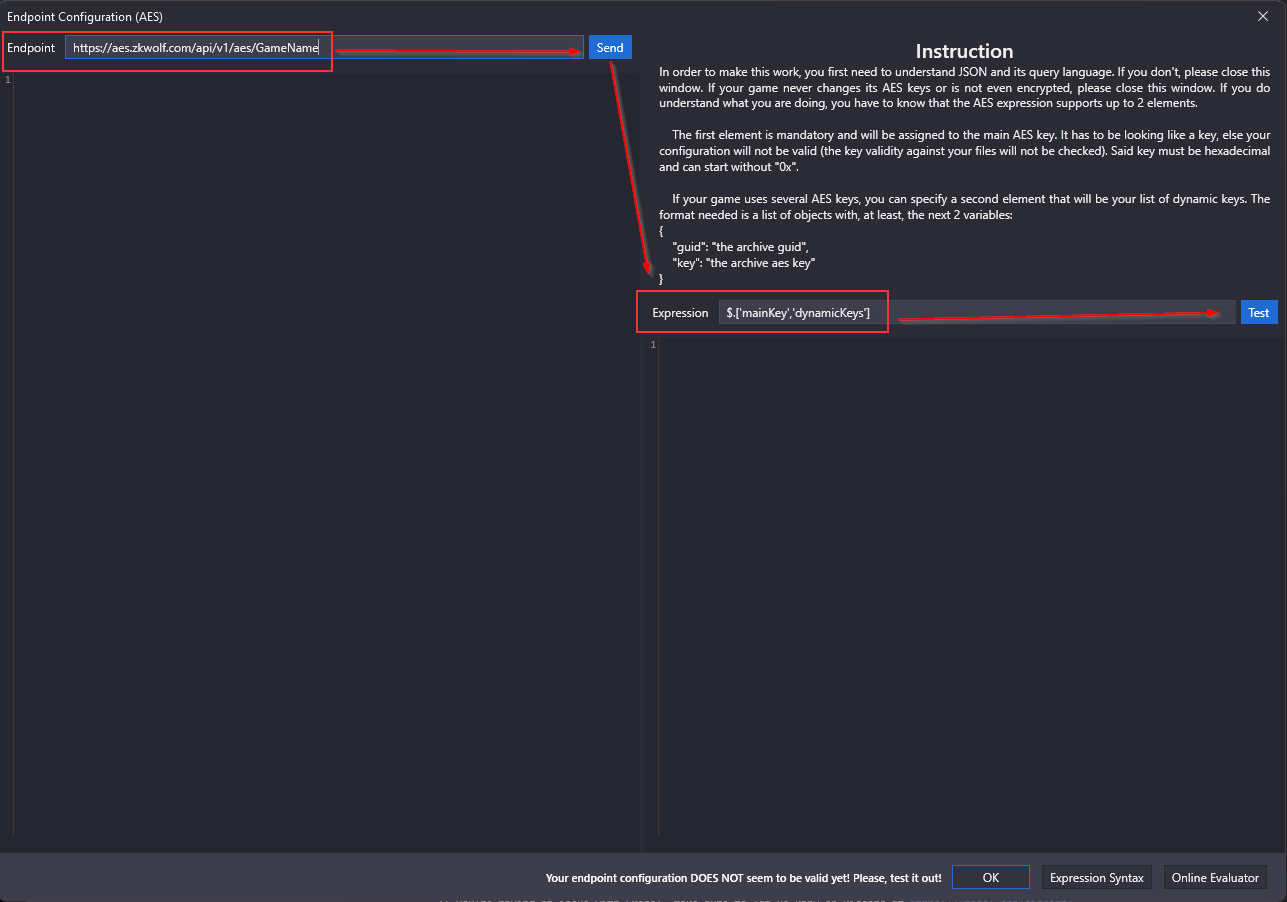 Endpoint Configuration (AES)
Endpoint https://aes.zkwolf.com/api/v1/aes/GameName Send
1
Instruction
In order to make this work, you first need to understand JSON and its query language. If you don't, please close this
window. If your game never changes its AES keys or is not even encrypted, please close this window. If you do
understand what you are doing, you have to know that the AES expression supports up to 2 elements.
The first element is mandatory and will be assigned to the main AES key. It has to be looking like a key, else your
configuration will not be valid (the key validity against your files will not be checked). Said key must be hexadecimal
and can start without "0x".
If your game uses several AES keys, you can specify a second element that will be your list of dynamic keys. The
format needed is a list of objects with, at least, the next 2 variables:
{
"guid": "the archive guid",
"key": "the archive aes key"
}
Expression $.['mainKey','dynamicKeys'] Test
1
Your endpoint configuration DOES NOT seem to be valid yet! Please, test it out! OK Expression Syntax Online Evaluator